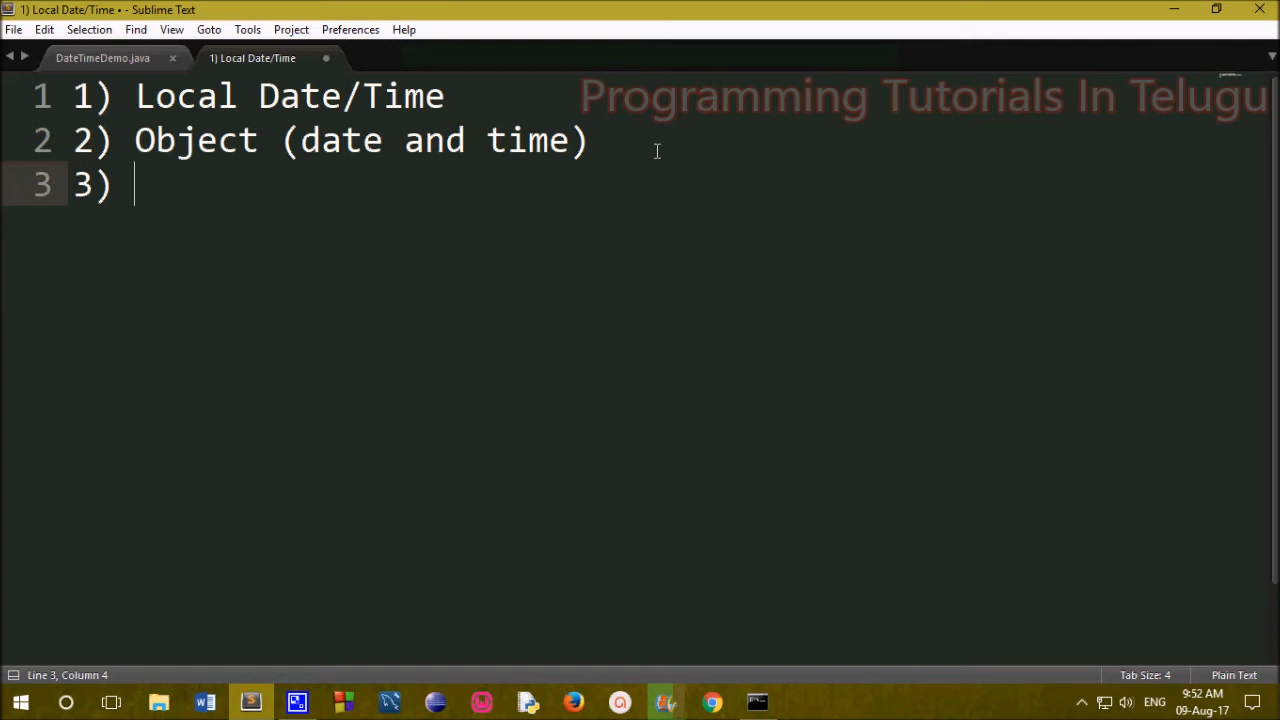 1) Local Date/Time • - Sublime Text
File Edit Selection Find View Goto Tools Project Preferences Help
DateTimeDemo.java 1) Local Date/Time
1 1) Local Date/Time
Programming Tutorials In Telugu
2 2) Object (date and time)
3 3)
Line 3, Column 4 Tab Size: 4 Plain Text
ENG 9:52 AM
09-Aug-17